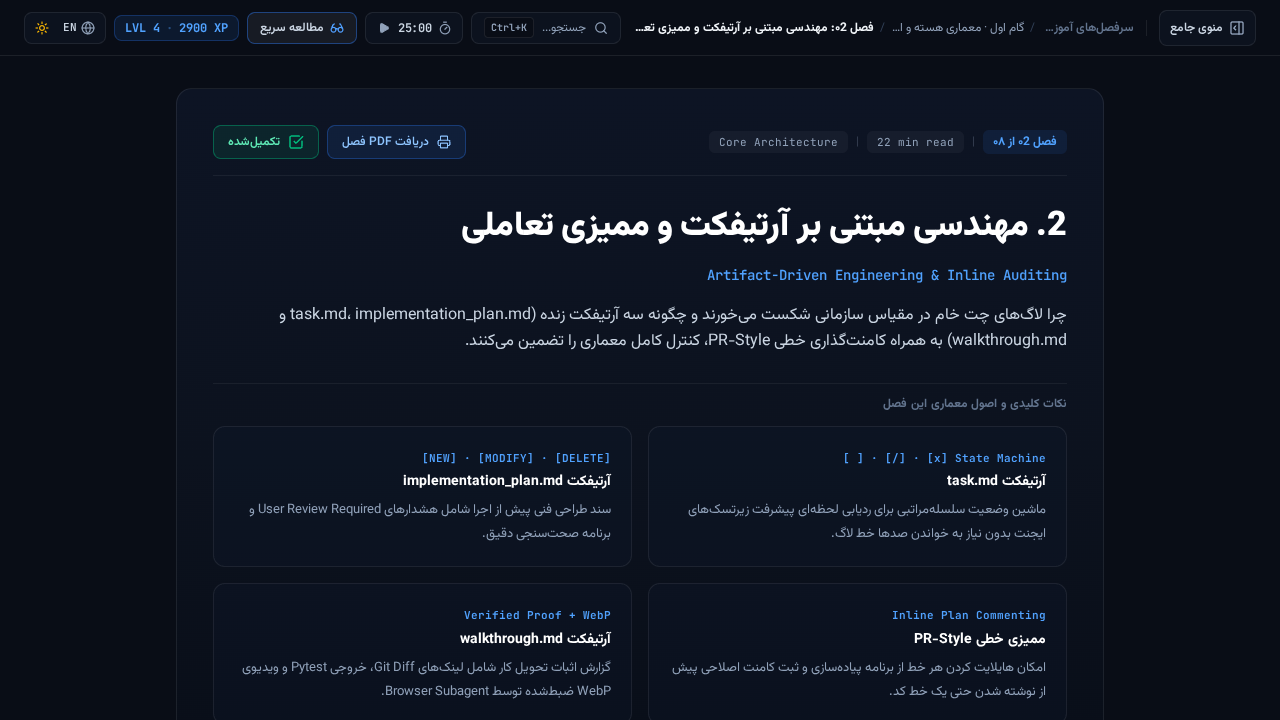 منوی جامع
سرفصل‌های آموز...
/ گام اول · معماری هسته و ا...
/ فصل 02: مهندسی مبتنی بر آرتیفکت و ممیزی تع...
جستجوی... Ctrl+K
25:00
مطالعه سریع
LVL 4 · 2900 XP
EN
فصل 02 از ۰۸
22 min read
Core Architecture
دریافت PDF فصل
تکمیل‌شده
2. مهندسی مبتنی بر آرتیفکت و ممیزی تعاملی
Artifact-Driven Engineering & Inline Auditing
چرا لاگ‌های چت خام در مقیاس سازمانی شکست می‌خورند و چگونه سه آرتیفکت زنده (task.md، implementation_plan.md و
walkthrough.md) به همراه کامنت‌گذاری خطی PR-Style، کنترل کامل معماری را تضمین می‌کنند.
نکات کلیدی و اصول معماری این فصل
[ ] · [/] · [x] State Machine
آرتیفکت task.md
ماشین وضعیت سلسله‌مراتبی برای ردیابی لحظه‌ای پیشرفت زیرتسک‌های
ایجنت بدون نیاز به خواندن صدها خط لاگ.
[NEW] · [MODIFY] · [DELETE]
آرتیفکت implementation_plan.md
سند طراحی فنی پیش از اجرا شامل هشدارهای User Review Required و
برنامه صحت‌سنجی دقیق.
Inline Plan Commenting
ممیزی خطی PR-Style
امکان هایلایت کردن هر خط از برنامه پیاده‌سازی و ثبت کامنت اصلاحی پیش
از نوشته شدن حتی یک خط کد.
Verified Proof + WebP
آرتیفکت walkthrough.md
گزارش اثبات تحویل کار شامل لینک‌های Git Diff، خروجی Pytest و ویدیوی
WebP ضبط‌شده توسط Browser Subagent.